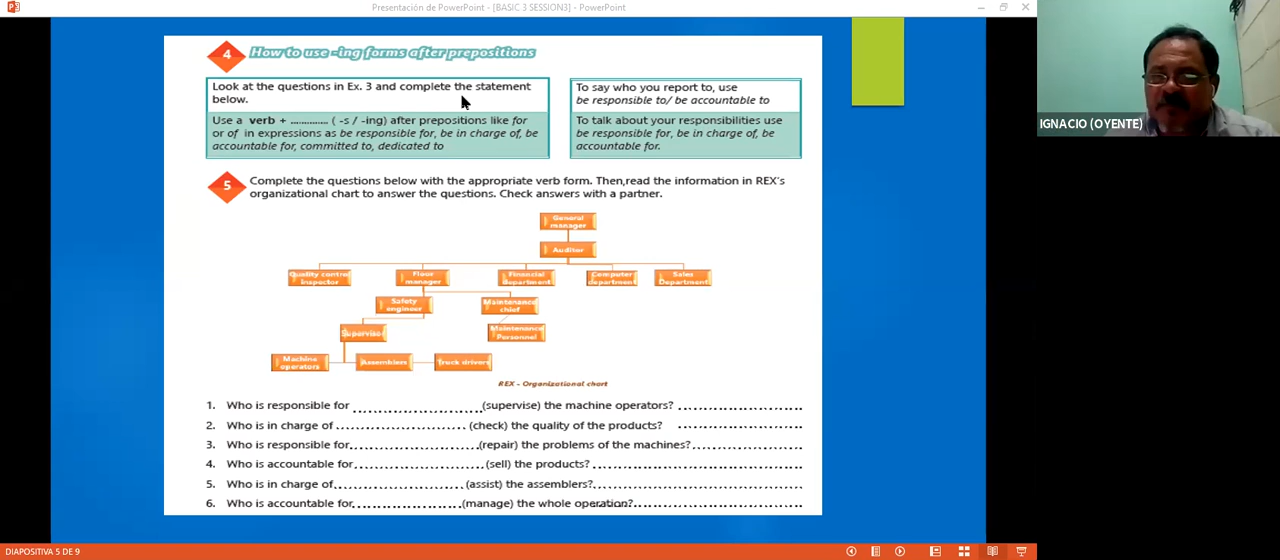 Presentación de PowerPoint - [BASIC 3 SESSION3] - PowerPoint
4 How to use -ing forms after prepositions
Look at the questions in Ex. 3 and complete the statement
below.
Use a verb + .............. ( -s / -ing) after prepositions like for
or of in expressions as be responsible for, be in charge of, be
accountable for, committed to, dedicated to
To say who you report to, use
be responsible to/ be accountable to
To talk about your responsibilities use
be responsible for, be in charge of, be
accountable for.
IGNACIO (OYENTE)
5 Complete the questions below with the appropriate verb form. Then,read the information in REX's
organizational chart to answer the questions. Check answers with a partner.
General
manager
Auditor
Quality control
Inspector
Floor
manager
Financial
department
Computer
department
Sales
Department
Safety
engineer
Maintenance
chief
Supervisor
Maintenance
Personnel
Machine
operators
Assemblers
Truck drivers
REX - Organizational chart
1. Who is responsible for ........................ (supervise) the machine operators? ........................
2. Who is in charge of ........................ (check) the quality of the products? ........................
3. Who is responsible for........................ (repair) the problems of the machines?........................
4. Who is accountable for........................ (sell) the products?........................
5. Who is in charge of........................ (assist) the assemblers?........................
6. Who is accountable for........................ (manage) the whole operation?........................
DIAPOSITIVA 5 DE 9